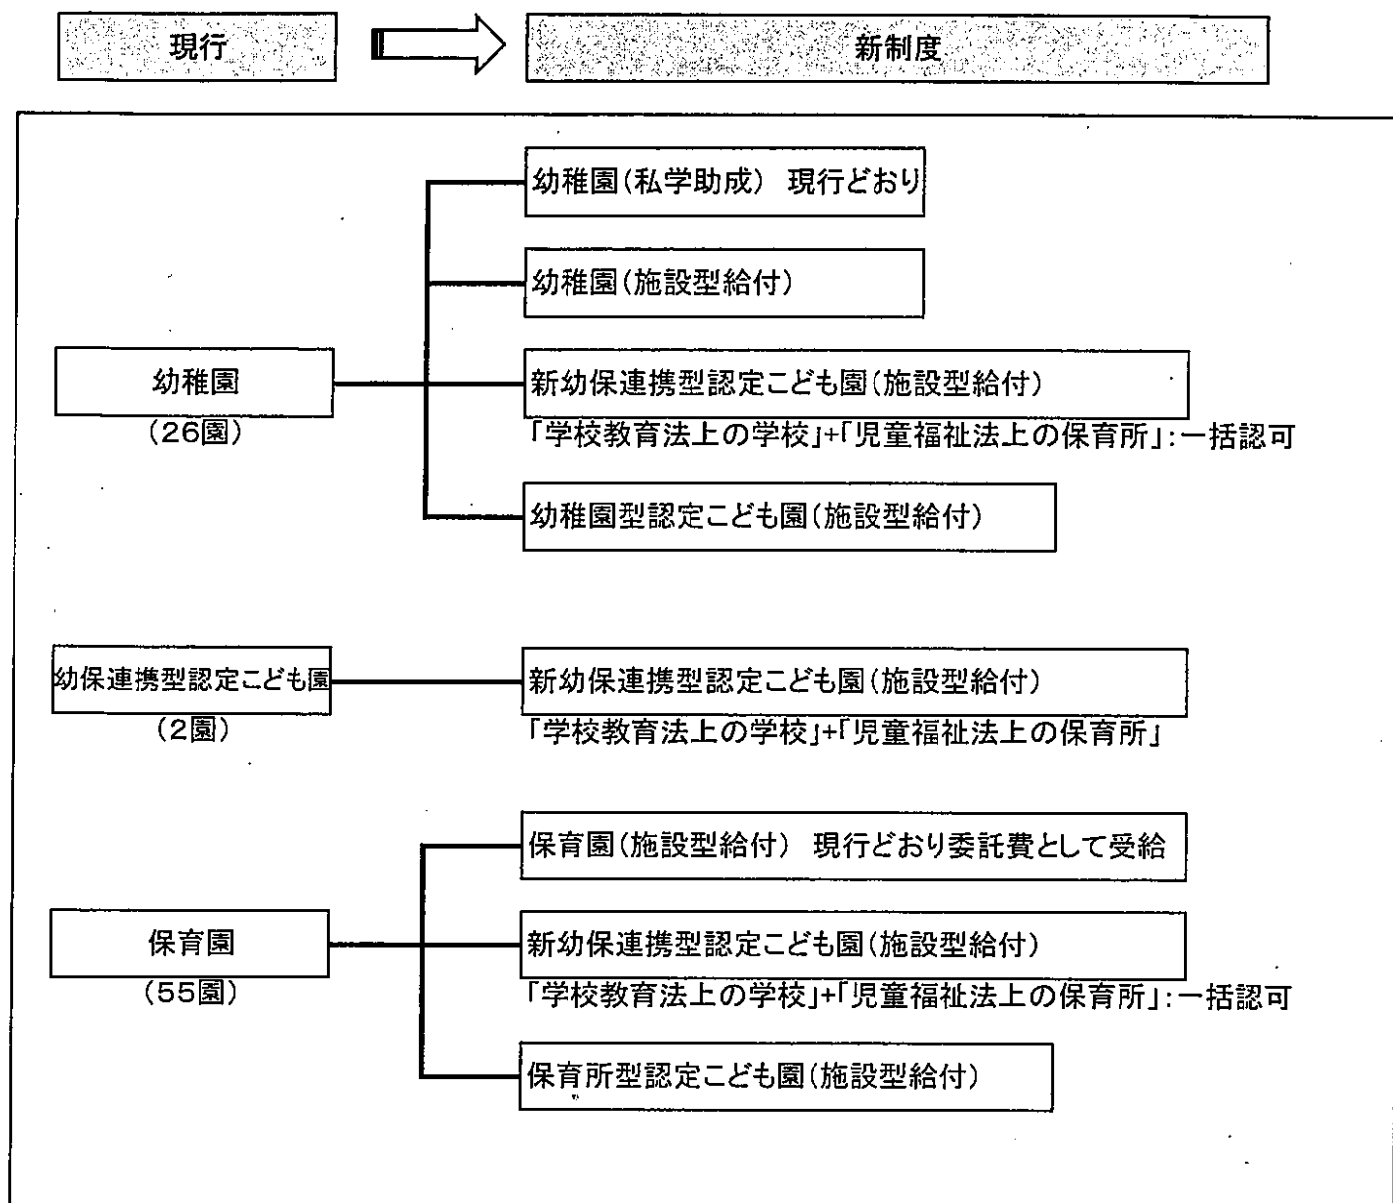 現行
新制度
幼稚園(私学助成) 現行どおり
幼稚園(施設型給付)
幼稚園
(26園)
新幼保連携型認定こども園(施設型給付)
「学校教育法上の学校」+「児童福祉法上の保育所」:一括認可
幼稚園型認定こども園(施設型給付)
幼保連携型認定こども園
(2園)
新幼保連携型認定こども園(施設型給付)
「学校教育法上の学校」+「児童福祉法上の保育所」
保育園(施設型給付) 現行どおり委託費として受給
保育園
(55園)
新幼保連携型認定こども園(施設型給付)
「学校教育法上の学校」+「児童福祉法上の保育所」:一括認可
保育所型認定こども園(施設型給付)